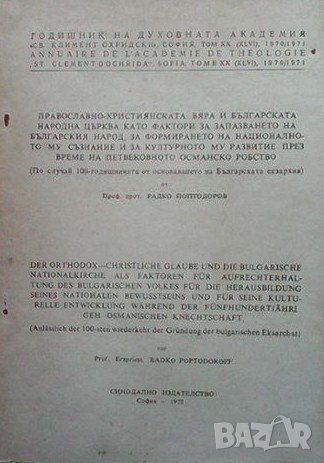 ГОДИШНИК НА ДУХОВНАТА АКАДЕМИЯ
„СВ. КЛИМЕНТ ОХРИДСКИ“, СОФИЯ, ТОМ XX (XLVI), 1970/1971
ANNUAIRE DE L'ACADEMIE DE THEOLOGIE
„ST. CLEMENT D'OCHRIDA“, SOFIA, TOME XX (XLVI), 1970/1971
ПРАВОСЛАВНО-ХРИСТИЯНСКАТА ВЯРА И БЪЛГАРСКАТА
НАРОДНА ЦЪРКВА КАТО ФАКТОРИ ЗА ЗАПАЗВАНЕТО НА
БЪЛГАРСКИЯ НАРОД, ЗА ФОРМИРАНЕТО НА НАЦИОНАЛНО-
ТО МУ СЪЗНАНИЕ И ЗА КУЛТУРНОТО МУ РАЗВИТИЕ ПРЕЗ
ВРЕМЕ НА ПЕТВЕКОВНОТО ОСМАНСКО РОБСТВО
(По случай 100-годишнината от основаването на Българската екзархия)
от
Проф. прот. РАДКО ПОПТОДОРОВ
DER ORTHODOX—CHRISTLICHE GLAUBE UND DIE BULGARISCHE
NATIONALKIRCHE ALS FAKTOREN FÜR AUFRECHTERHAL-
TUNG DES BULGARISCHEN VOLKES FÜR DIE HERAUSBILDUNG
SEINES NATIONALEN BEWUSSTSEINS UND FÜR SEINE KULTU-
RELLE ENTWICKLUNG WÄHREND DER FÜNFHUNDERTJÄHRI
GEH OSMANISCHEN KNECHTSCHAFT
(Anlässlich der 100-sten wiederkehr der Gründung der bulgarischen Eksarchat)
von
Prof. Erzpriest. RADKO POPTODOROFF
СИНОДАЛНО ИЗДАТЕЛСТВО
София — 1972
BAZAR